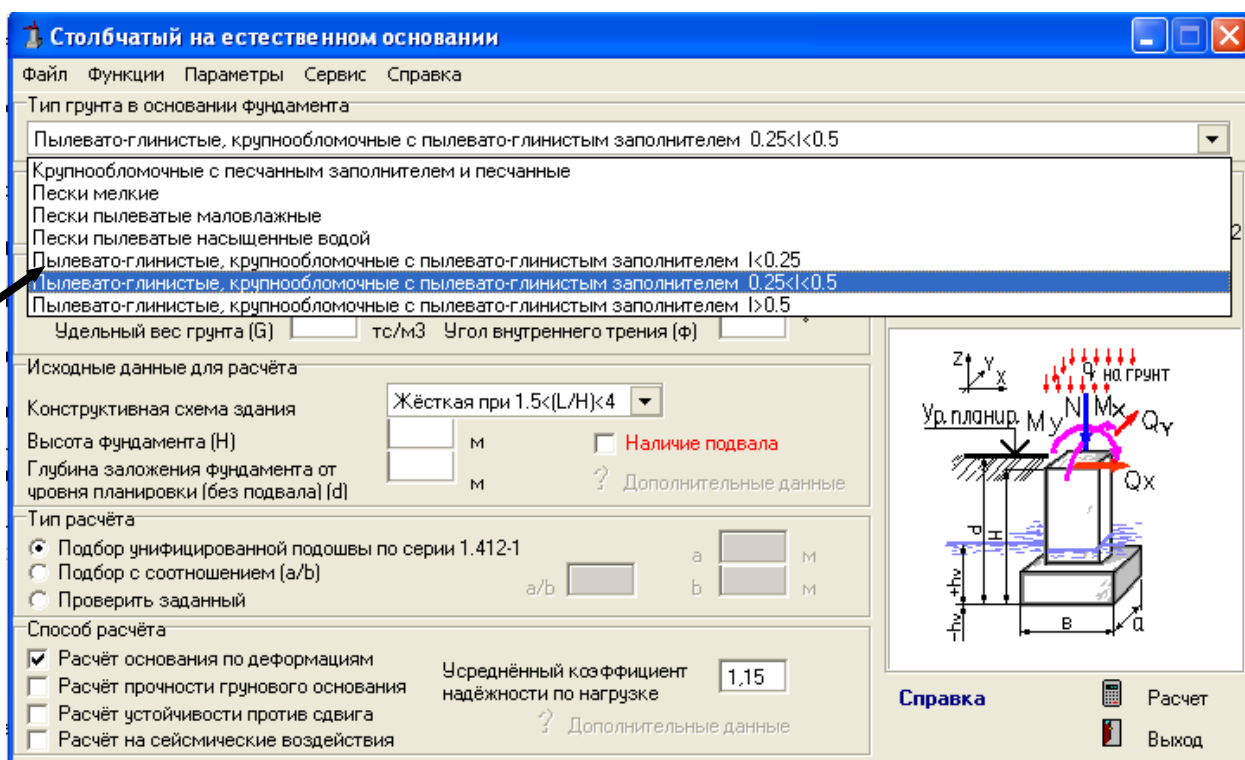 Столбчатый на естественном основании
Файл Функции Параметры Сервис Справка
Тип грунта в основании фундамента
Пылевато-глинистые, крупнообломочные с пылевато-глинистым заполнителем 0.25<I<0.5
Крупнообломочные с песчанным заполнителем и песчанные
Пески мелкие
Пески пылеватые маловлажные
Пески пылеватые насыщенные водой
Пылевато-глинистые, крупнообломочные с пылевато-глинистым заполнителем I<0.25
Пылевато-глинистые, крупнообломочные с пылевато-глинистым заполнителем 0.25<I<0.5
Пылевато-глинистые, крупнообломочные с пылевато-глинистым заполнителем I>0.5
2
Удельный вес грунта (G) тс/м3 Угол внутреннего трения (ф) °
Исходные данные для расчёта
Конструктивная схема здания Жёсткая при 1.5<(L/H)<4
Высота фундамента (H) м Наличие подвала
Глубина заложения фундамента от
уровня планировки (без подвала) (d) м ? Дополнительные данные
Тип расчёта
Подбор унифицированной подошвы по серии 1.412-1 a м
Подбор с соотношением (a/b) a/b b м
Проверить заданный
Способ расчёта
Расчёт основания по деформациям
Расчёт прочности грунового основания
Расчёт устойчивости против сдвига
Расчёт на сейсмические воздействия
Усреднённый коэффициент
надёжности по нагрузке 1,15
? Дополнительные данные
Z Y X
q на грунт
Ур. планир. My N Mx Qy
Qx
d H
+hv
-hv
B a
Справка Расчет
Выход